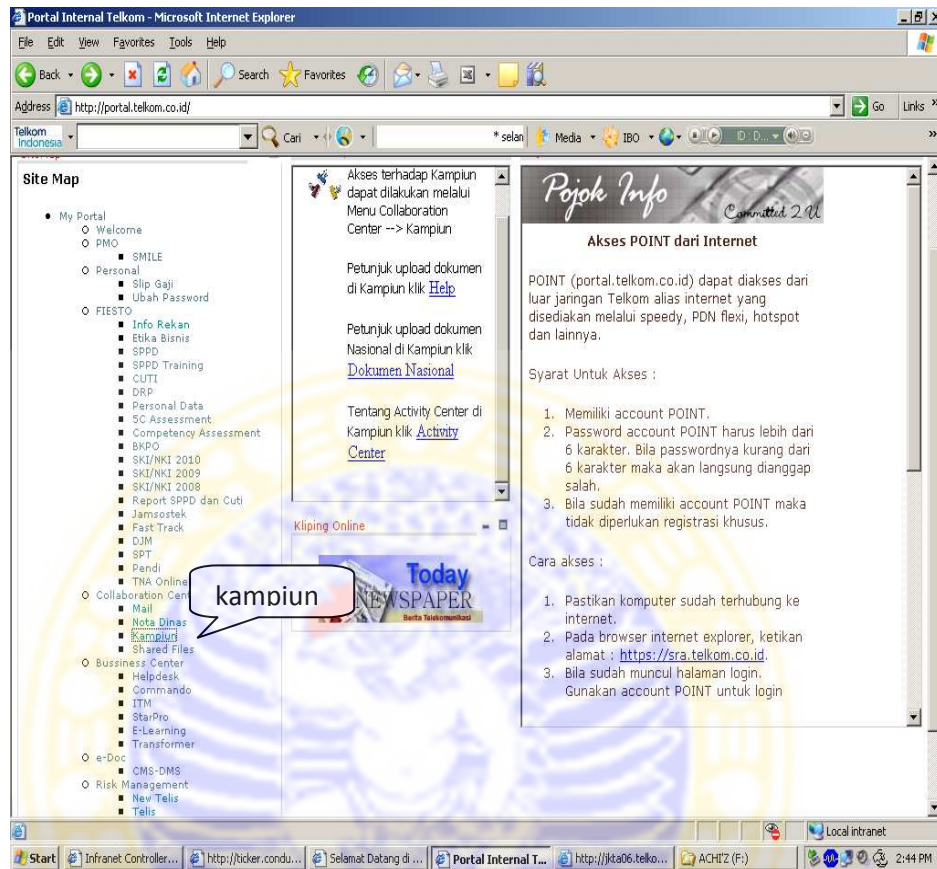 Portal Internal Telkom - Microsoft Internet Explorer
File Edit View Favorites Tools Help
Back Search Favorites
Address http://portal.telkom.co.id/ Go Links »
Telkom
Indonesia Cari * selan Media IBO D: D... »
Site Map
My Portal
Welcome
PMO
SMILE
Personal
Slip Gaji
Ubah Password
FIESTO
Info Rekan
Etika Bisnis
SPPD
SPPD Training
CUTI
DRP
Personal Data
5C Assessment
Competency Assessment
BKPO
SKI/NKI 2010
SKI/NKI 2009
SKI/NKI 2008
Report SPPD dan Cuti
Jamsostek
Fast Track
DJM
SPT
Pendi
TNA Online
Collaboration Cent
Mail
Nota Dinas
Kampiun
Shared Files
Bussiness Center
Helpdesk
Commando
ITM
StarPro
E-Learning
Transformer
e-Doc
CMS-DMS
Risk Management
New Telis
Telis
kampiun
Akses terhadap Kampiun
dapat dilakukan melalui
Menu Collaboration
Center --> Kampiun
Petunjuk upload dokumen
di Kampiun klik Help
Petunjuk upload dokumen
Nasional di Kampiun klik
Dokumen Nasional
Tentang Activity Center di
Kampiun klik Activity
Center
Kliping Online
Today
NEWSPAPER
Berita Telekomunikasi
Pojok Info
Committed 2 U
Akses POINT dari Internet
POINT (portal.telkom.co.id) dapat diakses dari
luar jaringan Telkom alias internet yang
disediakan melalui speedy, PDN flexi, hotspot
dan lainnya.
Syarat Untuk Akses :
1. Memiliki account POINT.
2. Password account POINT harus lebih dari
6 karakter. Bila passwordnya kurang dari
6 karakter maka akan langsung dianggap
salah.
3. Bila sudah memiliki account POINT maka
tidak diperlukan registrasi khusus.
Cara akses :
1. Pastikan komputer sudah terhubung ke
internet.
2. Pada browser internet explorer, ketikan
alamat : https://sra.telkom.co.id.
3. Bila sudah muncul halaman login.
Gunakan account POINT untuk login
Local intranet
Start Infranet Controller... http://ticker.condu... Selamat Datang di ... Portal Internal T... http://jkta06.telko... ACHI'Z (F:) 2:44 PM